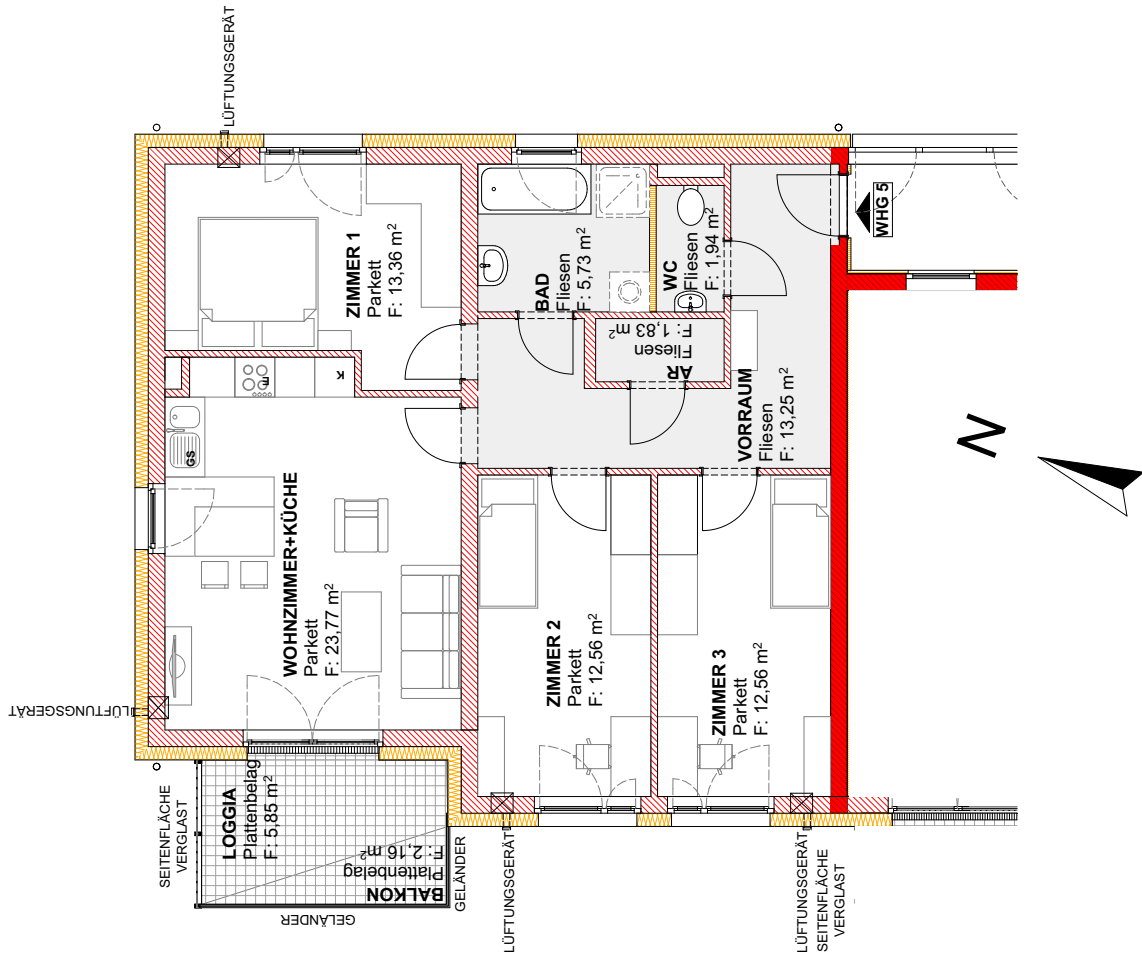 LÜFTUNGSGERÄT
ZIMMER 1
Parkett
F: 13,36 m²
BAD
Fliesen
F: 5,73 m²
WC
Fliesen
F: 1,94 m²
WHG 5
AR
Fliesen
F: 1,83 m²
VORRAUM
Fliesen
F: 13,25 m²
E
K
GS
WOHNZIMMER+KÜCHE
Parkett
F: 23,77 m²
N
LÜFTUNGSGERÄT
ZIMMER 2
Parkett
F: 12,56 m²
ZIMMER 3
Parkett
F: 12,56 m²
SEITENFLÄCHE
VERGLAST
LOGGIA
Plattenbelag
F: 5,85 m²
BALKON
Plattenbelag
F: 2,16 m²
GELÄNDER
GELÄNDER
LÜFTUNGSGERÄT
LÜFTUNGSGERÄT
SEITENFLÄCHE
VERGLAST